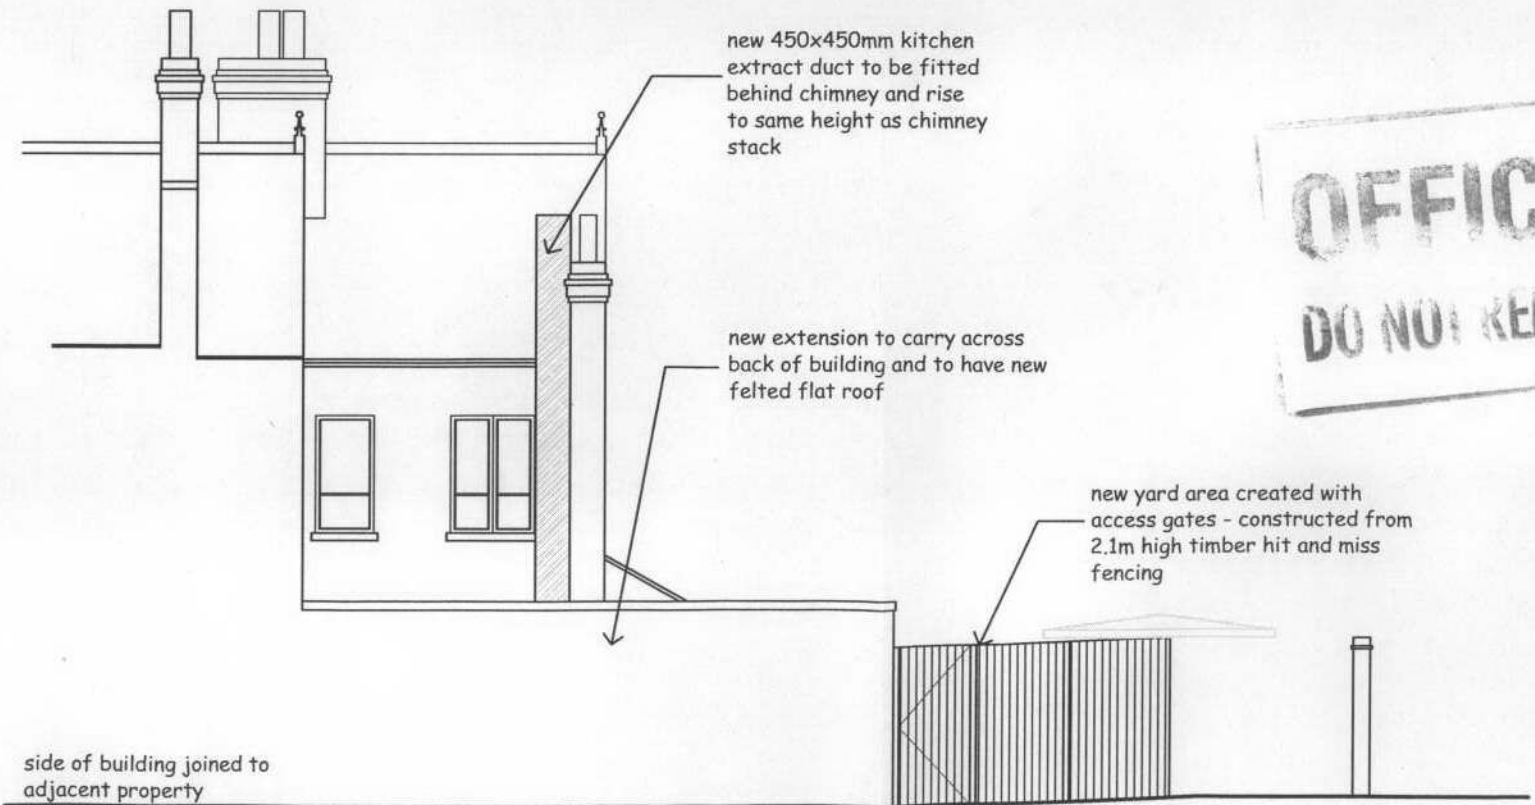 new 450x450mm kitchen
extract duct to be fitted
behind chimney and rise
to same height as chimney
stack
new extension to carry across
back of building and to have new
felted flat roof
new yard area created with
access gates - constructed from
2.1m high timber hit and miss
fencing
side of building joined to
adjacent property
OFFIC
DO NOT